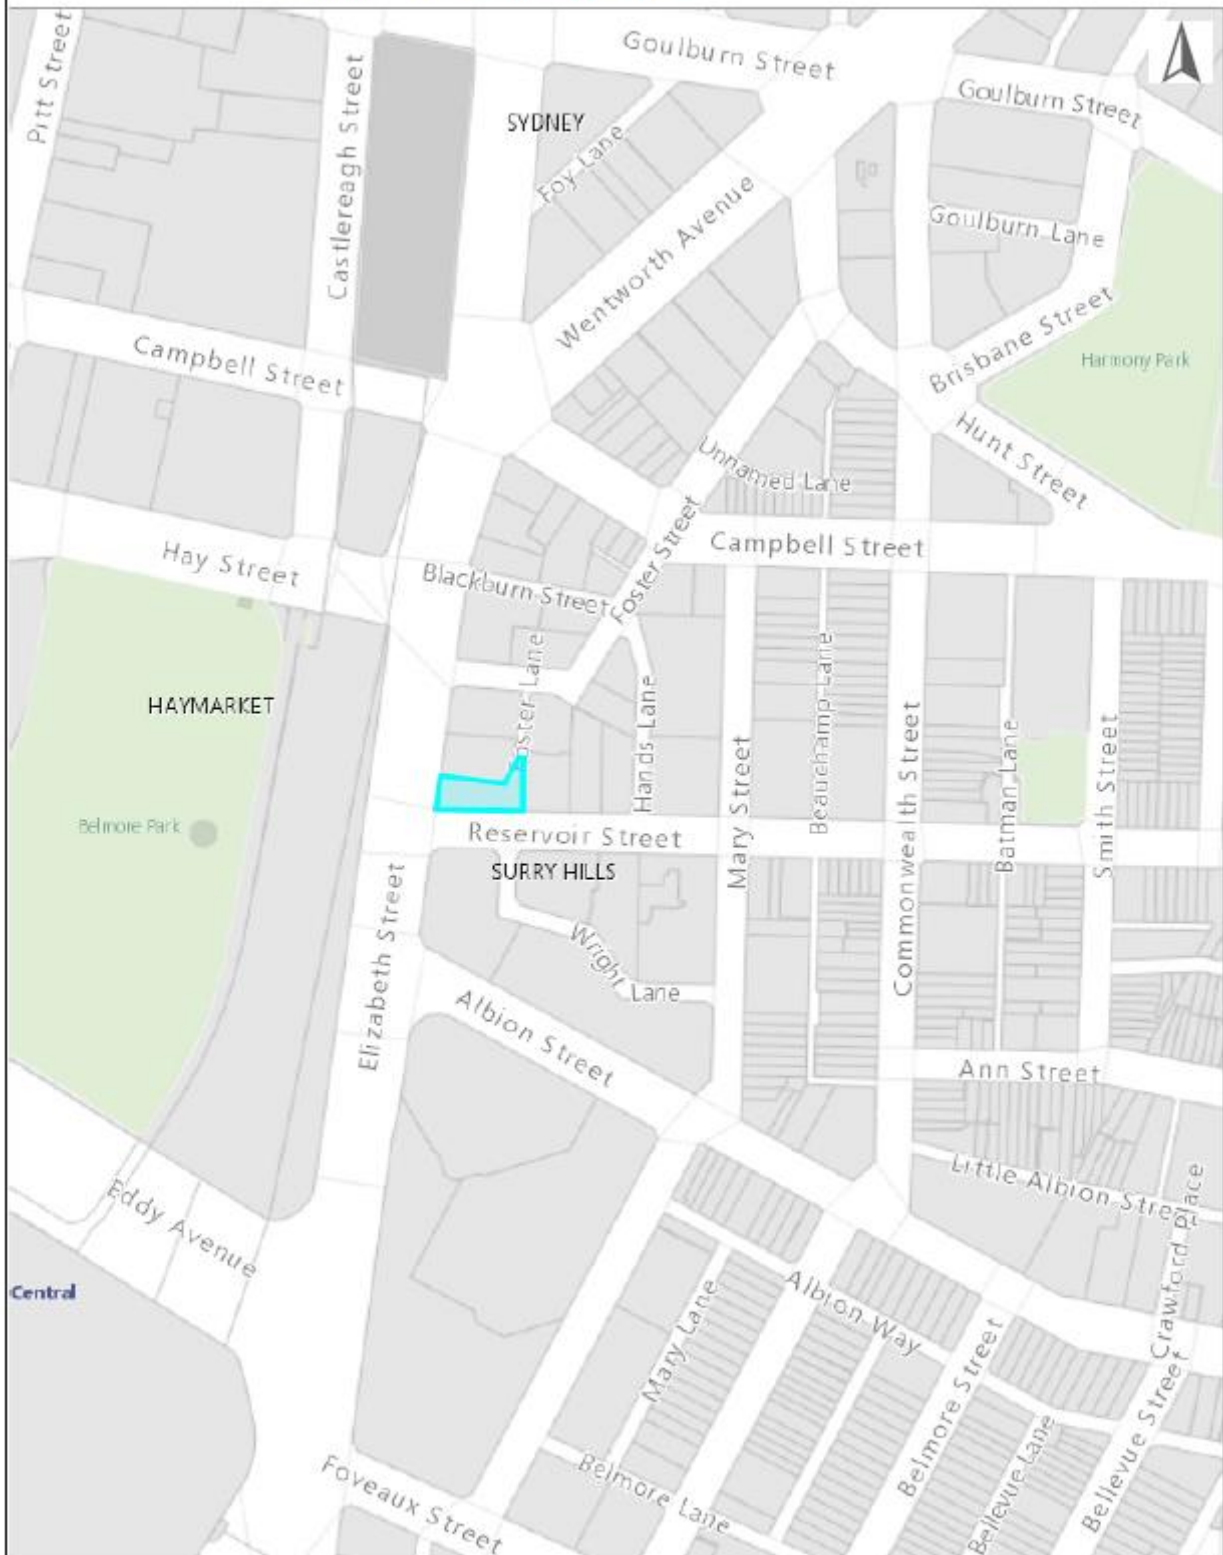 Pitt Street
Castlereagh Street
Goulburn Street
Goulburn Street
SYDNEY
Foy Lane
Wentworth Avenue
Goulburn Lane
Brisbane Street
Harmony Park
Campbell Street
Hunt Street
Unnamed Lane
Hay Street
Blackburn Street
Foster Street
Campbell Street
HAYMARKET
Foster Lane
Hands Lane
Mary Street
Beauchamp Lane
Commonwealth Street
Batman Lane
Smith Street
Belmore Park
Reservoir Street
SURRY HILLS
Elizabeth Street
Wright Lane
Albion Street
Ann Street
Little Albion Street
Crawford Place
Eddy Avenue
Central
Albion Way
Mary Lane
Belmore Street
Bellevue Lane
Bellevue Street
Foveaux Street
Belmore Lane